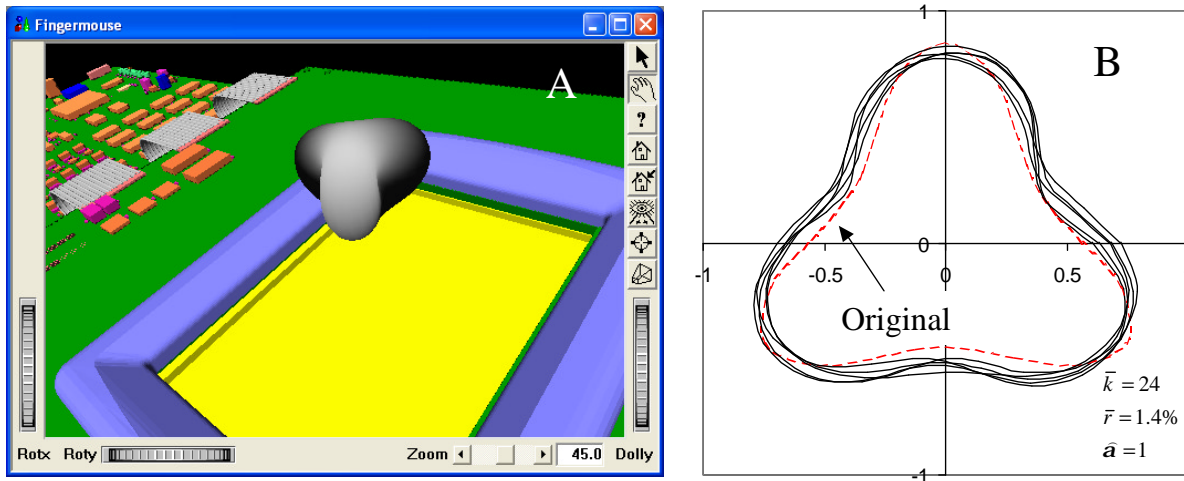 Fingermouse
A
?
Rotx Roty Zoom 45.0 Dolly
B
1
-1 -0.5 0 0 0.5
Original
k̅ = 24
r̅ = 1.4%
a̅ = 1
-1